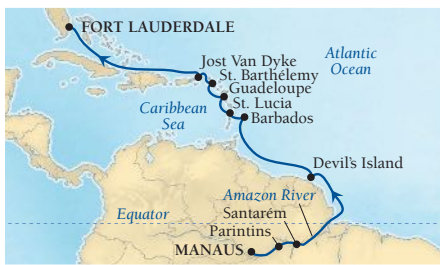 FORT LAUDERDALE
Atlantic
Ocean
Jost Van Dyke
St. Barthélemy
Guadeloupe
St. Lucia
Barbados
Caribbean
Sea
Devil's Island
Amazon River
Equator
Santarém
Parintins
MANAUS